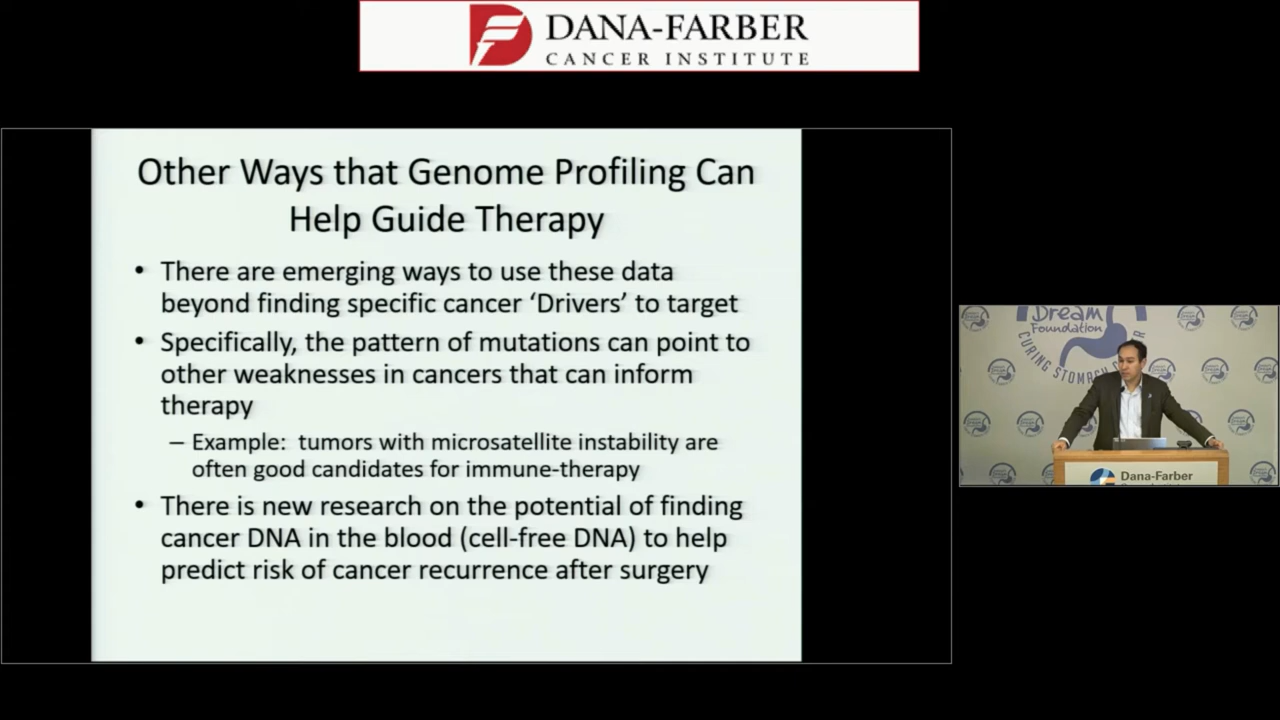 DANA-FARBER
CANCER INSTITUTE
Other Ways that Genome Profiling Can
Help Guide Therapy
• There are emerging ways to use these data
beyond finding specific cancer ‘Drivers’ to target
• Specifically, the pattern of mutations can point to
other weaknesses in cancers that can inform
therapy
– Example: tumors with microsatellite instability are
often good candidates for immune-therapy
• There is new research on the potential of finding
cancer DNA in the blood (cell-free DNA) to help
predict risk of cancer recurrence after surgery
Dream
Foundation
CURING STOMACH
Dana-Farber